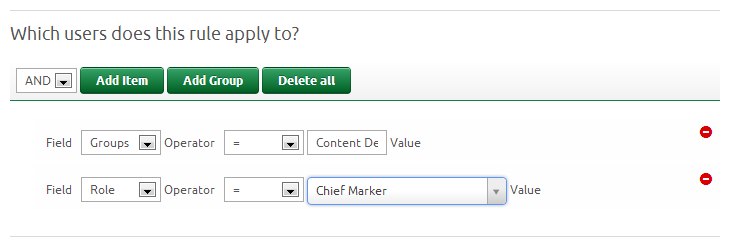 Which users does this rule apply to?
AND Add Item Add Group Delete all
Field Groups Operator = Content De Value
Field Role Operator = Chief Marker Value